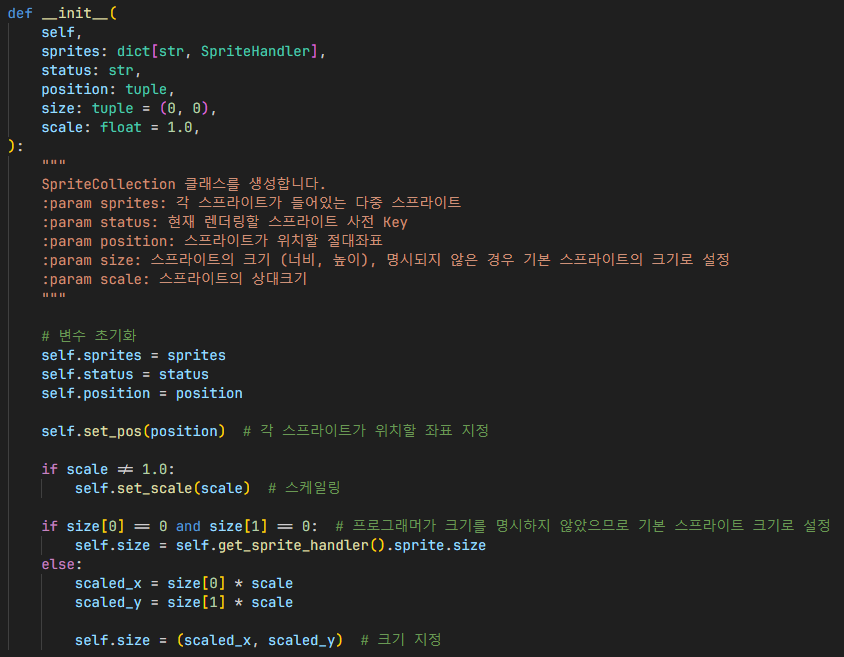 def __init__(
    self,
    sprites: dict[str, SpriteHandler],
    status: str,
    position: tuple,
    size: tuple = (0, 0),
    scale: float = 1.0,
):
    """
    SpriteCollection 클래스를 생성합니다.
    :param sprites: 각 스프라이트가 들어있는 다중 스프라이트
    :param status: 현재 렌더링할 스프라이트 사전 Key
    :param position: 스프라이트가 위치할 절대좌표
    :param size: 스프라이트의 크기 (너비, 높이), 명시되지 않은 경우 기본 스프라이트의 크기로 설정
    :param scale: 스프라이트의 상대크기
    """

    # 변수 초기화
    self.sprites = sprites
    self.status = status
    self.position = position

    self.set_pos(position)  # 각 스프라이트가 위치할 좌표 지정

    if scale != 1.0:
        self.set_scale(scale)  # 스케일링

    if size[0] == 0 and size[1] == 0:  # 프로그래머가 크기를 명시하지 않았으므로 기본 스프라이트 크기로 설정
        self.size = self.get_sprite_handler().sprite.size
    else:
        scaled_x = size[0] * scale
        scaled_y = size[1] * scale

        self.size = (scaled_x, scaled_y)  # 크기 지정